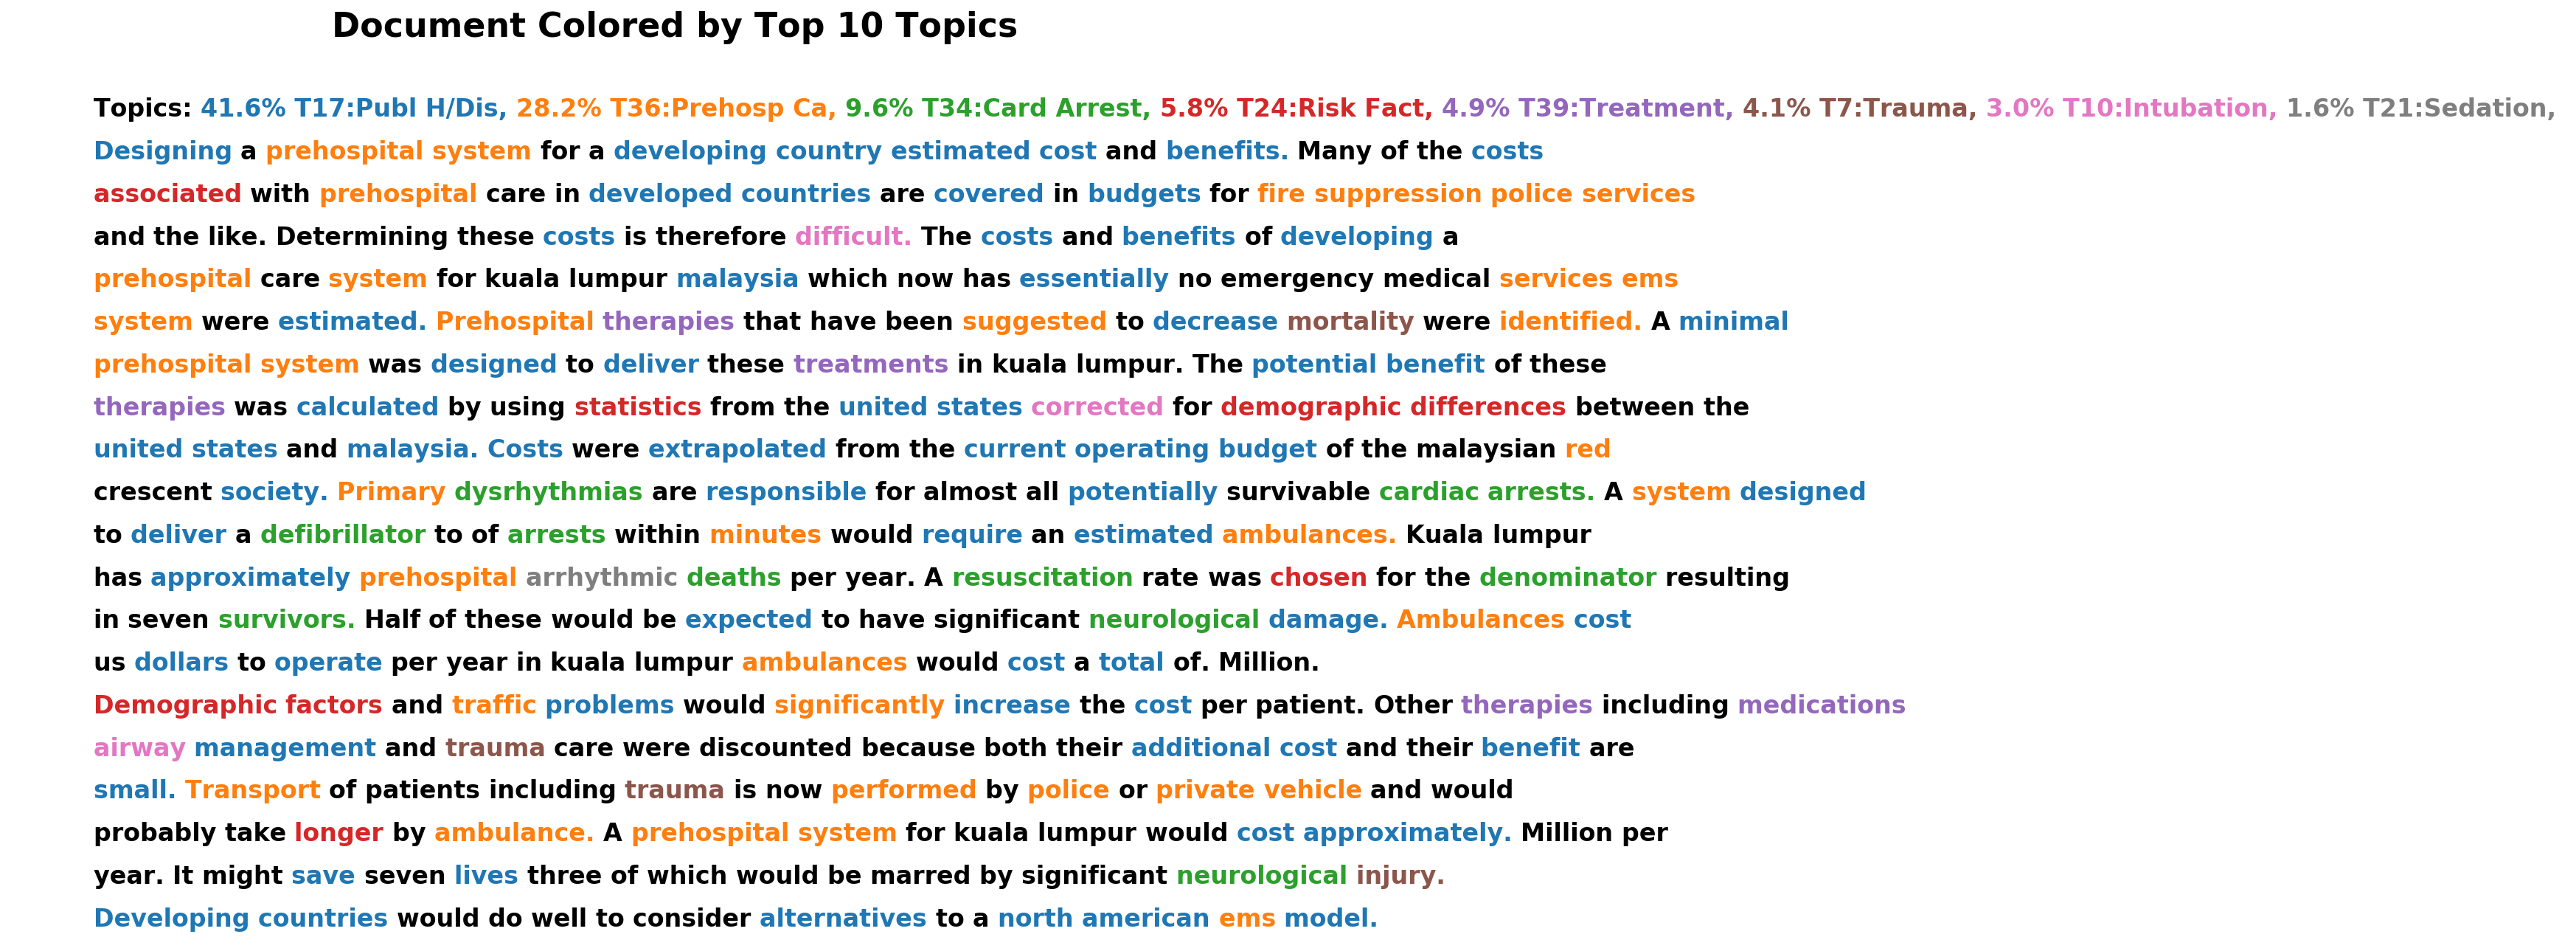 Document Colored by Top 10 Topics
Topics: 41.6% T17:Publ H/Dis, 28.2% T36:Prehosp Ca, 9.6% T34:Card Arrest, 5.8% T24:Risk Fact, 4.9% T39:Treatment, 4.1% T7:Trauma, 3.0% T10:Intubation, 1.6% T21:Sedation,
Designing a prehospital system for a developing country estimated cost and benefits. Many of the costs
associated with prehospital care in developed countries are covered in budgets for fire suppression police services
and the like. Determining these costs is therefore difficult. The costs and benefits of developing a
prehospital care system for kuala lumpur malaysia which now has essentially no emergency medical services ems
system were estimated. Prehospital therapies that have been suggested to decrease mortality were identified. A minimal
prehospital system was designed to deliver these treatments in kuala lumpur. The potential benefit of these
therapies was calculated by using statistics from the united states corrected for demographic differences between the
united states and malaysia. Costs were extrapolated from the current operating budget of the malaysian red
crescent society. Primary dysrhythmias are responsible for almost all potentially survivable cardiac arrests. A system designed
to deliver a defibrillator to of arrests within minutes would require an estimated ambulances. Kuala lumpur
has approximately prehospital arrhythmic deaths per year. A resuscitation rate was chosen for the denominator resulting
in seven survivors. Half of these would be expected to have significant neurological damage. Ambulances cost
us dollars to operate per year in kuala lumpur ambulances would cost a total of. Million.
Demographic factors and traffic problems would significantly increase the cost per patient. Other therapies including medications
airway management and trauma care were discounted because both their additional cost and their benefit are
small. Transport of patients including trauma is now performed by police or private vehicle and would
probably take longer by ambulance. A prehospital system for kuala lumpur would cost approximately. Million per
year. It might save seven lives three of which would be marred by significant neurological injury.
Developing countries would do well to consider alternatives to a north american ems model.